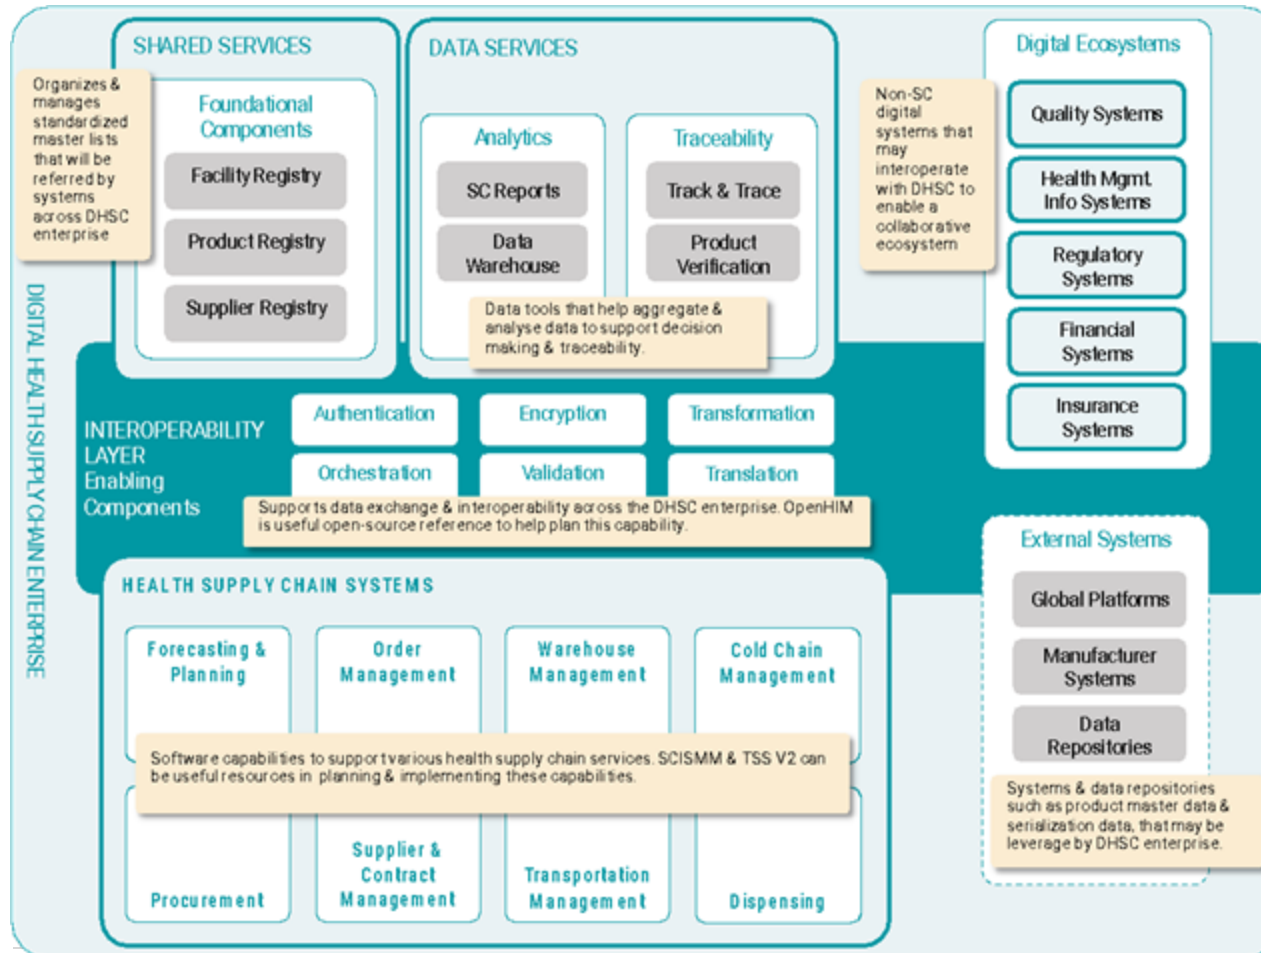 SHARED SERVICES
Organizes &
manages
standardized
master lists
that will be
referred by
systems
across DHSC
enterprise
Foundational
Components
Facility Registry
Product Registry
Supplier Registry
DATA SERVICES
Analytics
SC Reports
Data
Warehouse
Traceability
Track & Trace
Product
Verification
Data tools that help aggregate &
analyse data to support decision
making & traceability.
Non-SC
digital
systems that
may
interoperate
with DHSC to
enable a
collaborative
ecosystem
Digital Ecosystems
Quality Systems
Health Mgmt.
Info Systems
Regulatory
Systems
Financial
Systems
Insurance
Systems
DIGITAL HEALTH SUPPLY CHAIN ENTERPRISE
INTEROPERABILITY
LAYER
Enabling
Components
Authentication
Encryption
Transformation
Orchestration
Validation
Translation
Supports data exchange & interoperability across the DHSC enterprise. OpenHIM
is useful open-source reference to help plan this capability.
HEALTH SUPPLY CHAIN SYSTEMS
Forecasting &
Planning
Order
Management
Warehouse
Management
Cold Chain
Management
Software capabilities to support various health supply chain services. SCISMM & TSS V2 can
be useful resources in planning & implementing these capabilities.
Procurement
Supplier &
Contract
Management
Transportation
Management
Dispensing
External Systems
Global Platforms
Manufacturer
Systems
Data
Repositories
Systems & data repositories
such as product master data &
serialization data, that may be
leverage by DHSC enterprise.